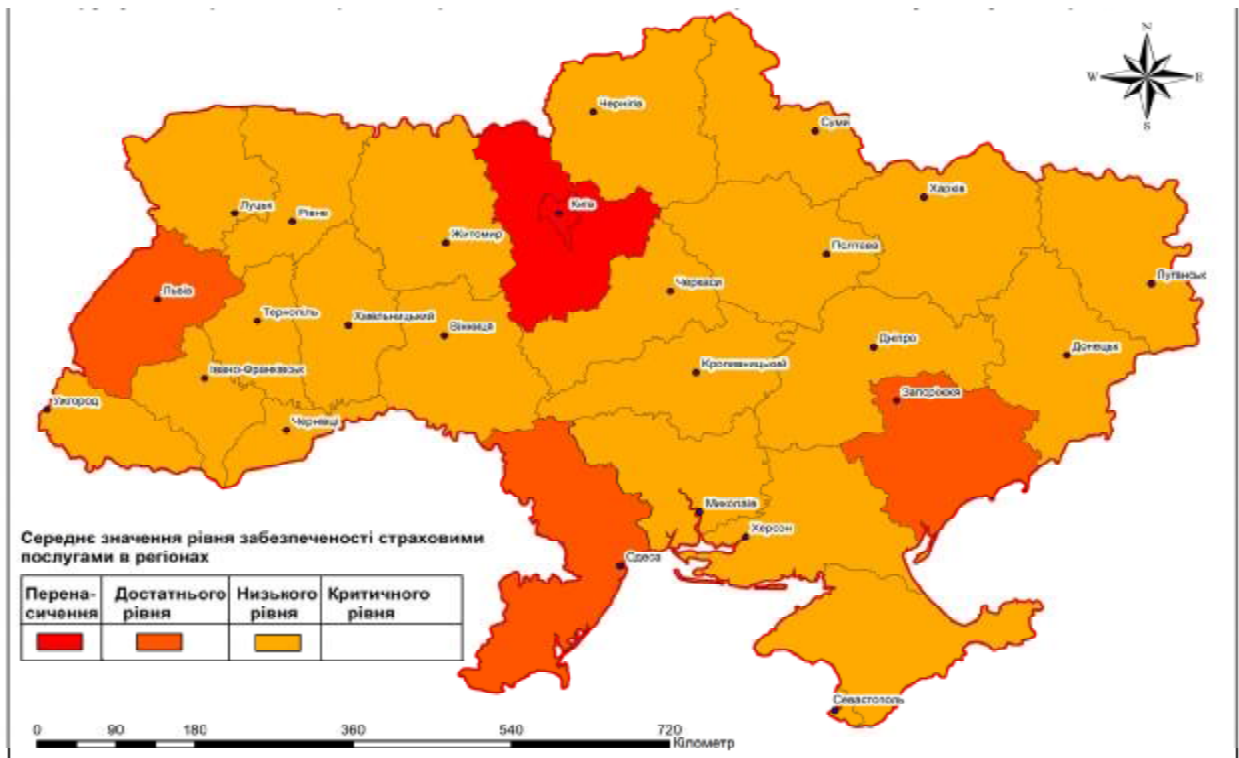 N
W E
S
Чернігів
Суми
Харків
Луцьк
Рівне
Київ
Житомир
Полтава
Луганськ
Львів
Черкаси
Тернопіль
Хмельницький
Вінниця
Дніпро
Донецьк
Івано-Франківськ
Кропивницький
Запоріжжя
Ужгород
Чернівці
Миколаїв
Херсон
Одеса
Севастополь
Середнє значення рівня забезпеченості страховими
послугами в регіонах
Перена- Достатнього Низького Критичного
сичення рівня рівня рівня
0 90 180 360 540 720
Кілометр